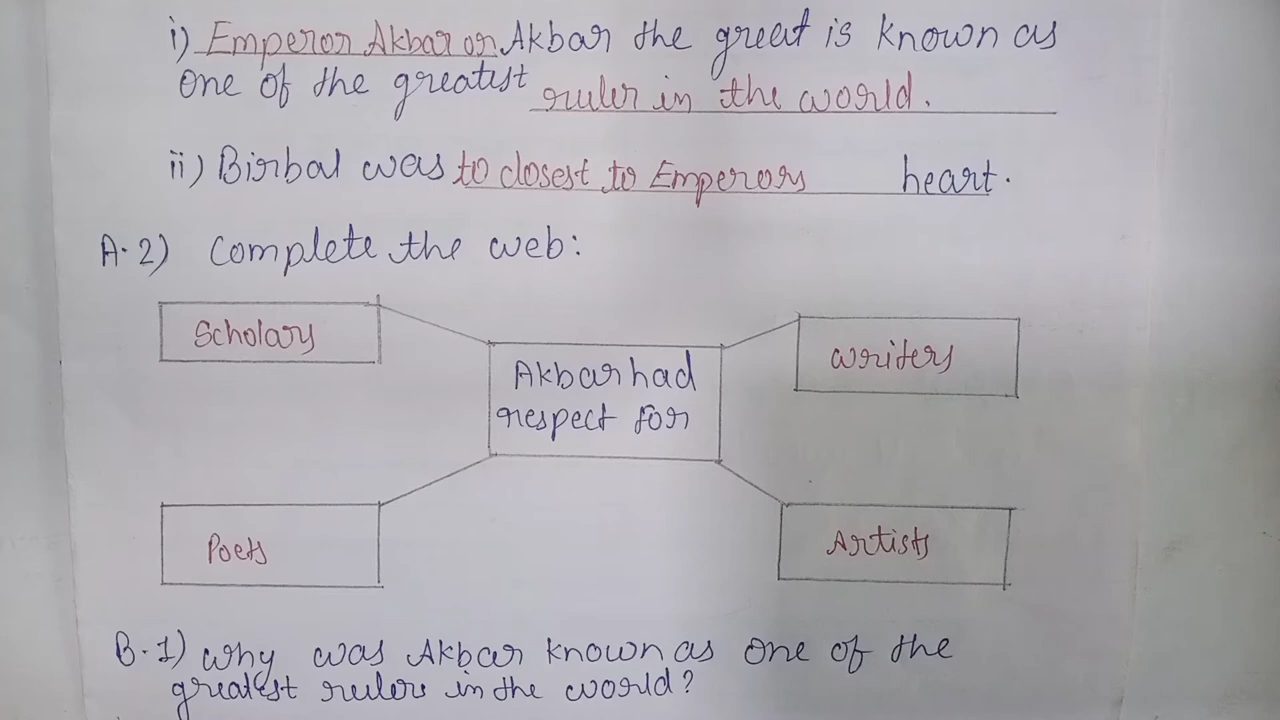 i) Emperor Akbar or Akbar the great is known as
one of the greatest ruler in the world.
ii) Birbal was to closest to Emperors heart.
A.2) Complete the web:
Scholars
Writers
Akbar had
respect for
Poets
Artists
B.1) Why was Akbar known as one of the
greatest rulers in the world?